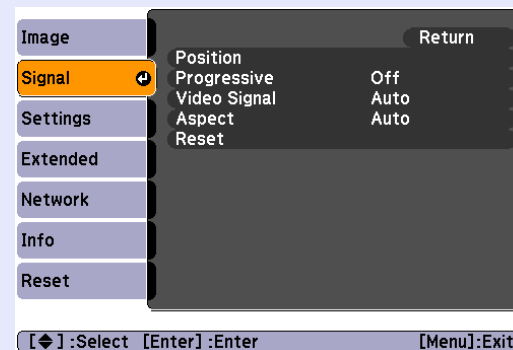 Image
Signal
Settings
Extended
Network
Info
Reset
Return
Position
Progressive Off
Video Signal Auto
Aspect Auto
Reset
[◆] :Select [Enter] :Enter [Menu]:Exit